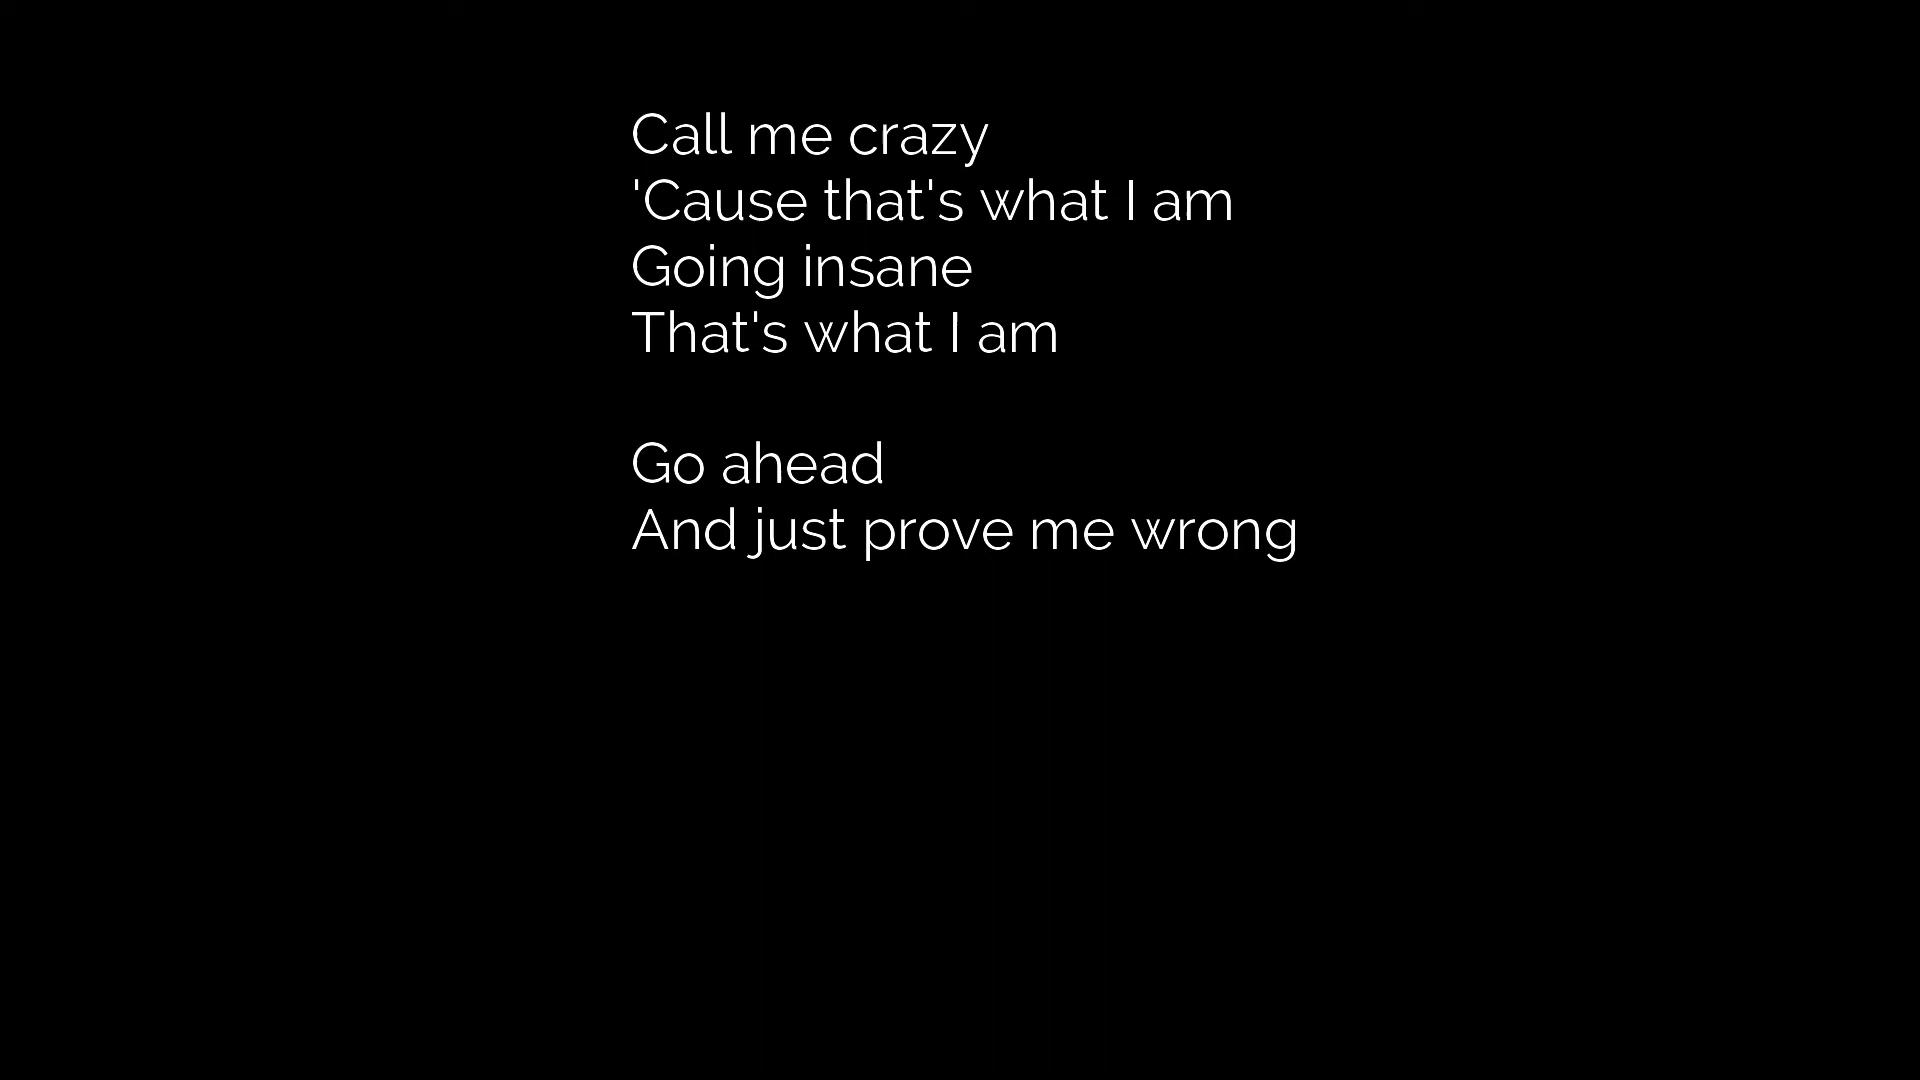 Call me crazy
'Cause that's what I am
Going insane
That's what I am
Go ahead
And just prove me wrong